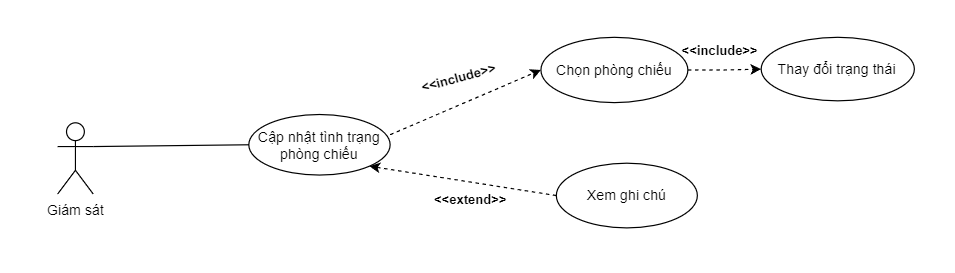 <<include>>
Chọn phòng chiếu
Thay đổi trạng thái
<<include>>
Cập nhật tình trạng
phòng chiếu
Xem ghi chú
<<extend>>
Giám sát